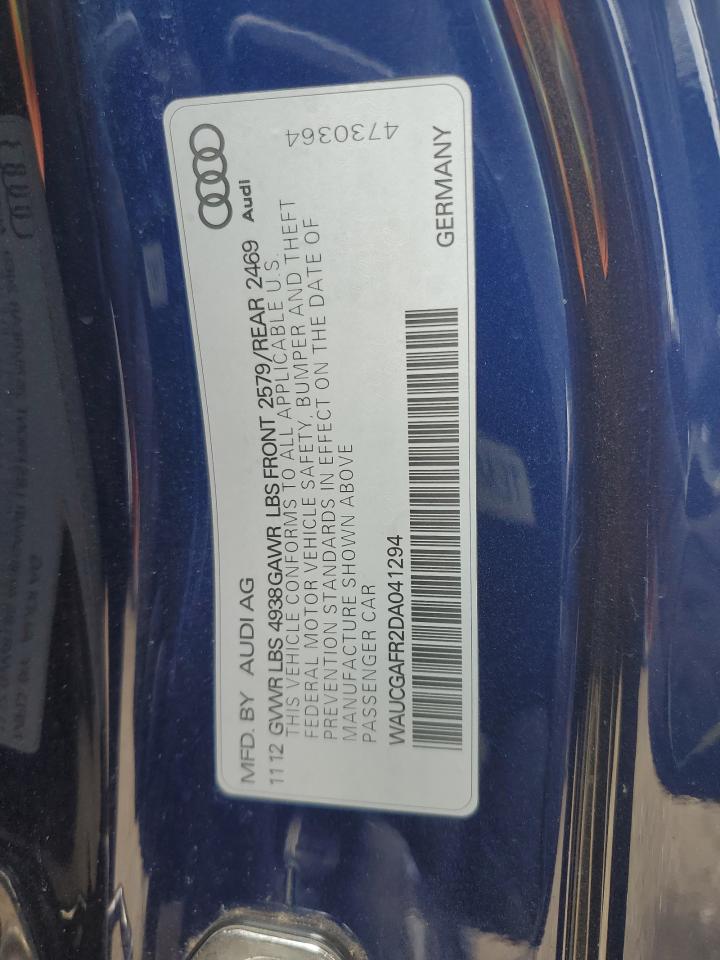 MFD. BY AUDI AG
11 12 GVWR LBS 4938 GAWR LBS FRONT 2579/REAR 2469
THIS VEHICLE CONFORMS TO ALL APPLICABLE U.S.
FEDERAL MOTOR VEHICLE SAFETY, BUMPER AND THEFT
PREVENTION STANDARDS IN EFFECT ON THE DATE OF
MANUFACTURE SHOWN ABOVE
PASSENGER CAR
WAUCGAFR2DA041294
Audi
4730364
GERMANY